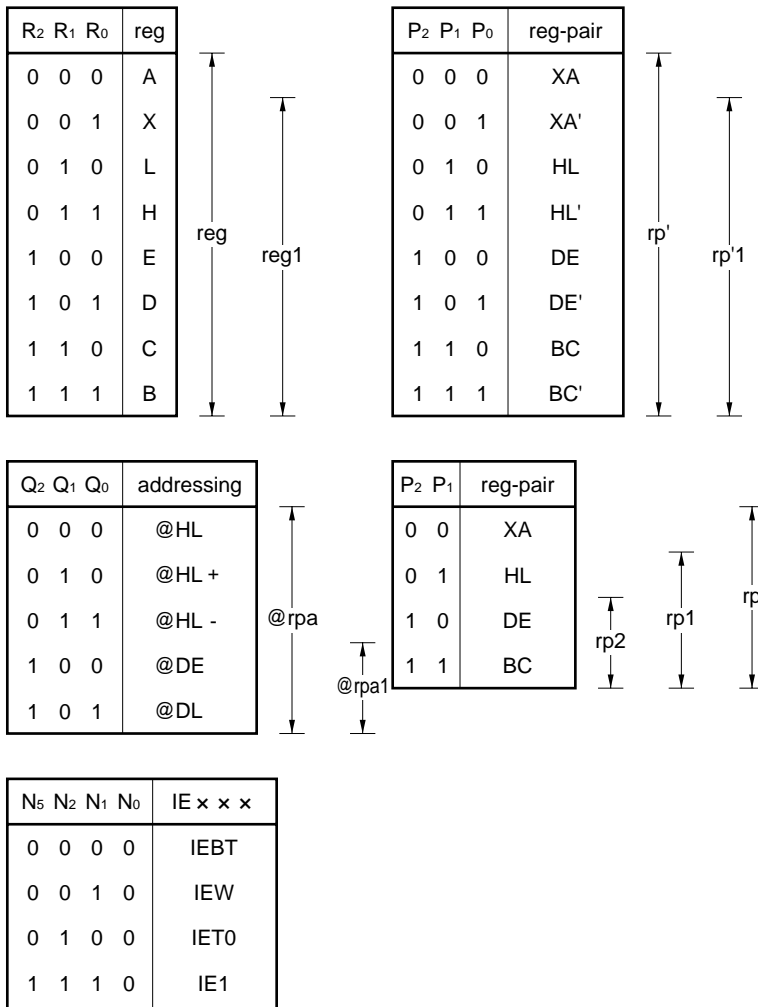 R2 R1 R0 reg
0 0 0 A
0 0 1 X
0 1 0 L
0 1 1 H
1 0 0 E
1 0 1 D
1 1 0 C
1 1 1 B
reg
reg1
P2 P1 P0 reg-pair
0 0 0 XA
0 0 1 XA'
0 1 0 HL
0 1 1 HL'
1 0 0 DE
1 0 1 DE'
1 1 0 BC
1 1 1 BC'
rp'
rp'1
Q2 Q1 Q0 addressing
0 0 0 @HL
0 1 0 @HL +
0 1 1 @HL -
1 0 0 @DE
1 0 1 @DL
@rpa
@rpa1
P2 P1 reg-pair
0 0 XA
0 1 HL
1 0 DE
1 1 BC
rp2
rp1
rp
N5 N2 N1 N0 IE × × ×
0 0 0 0 IEBT
0 0 1 0 IEW
0 1 0 0 IET0
1 1 1 0 IE1